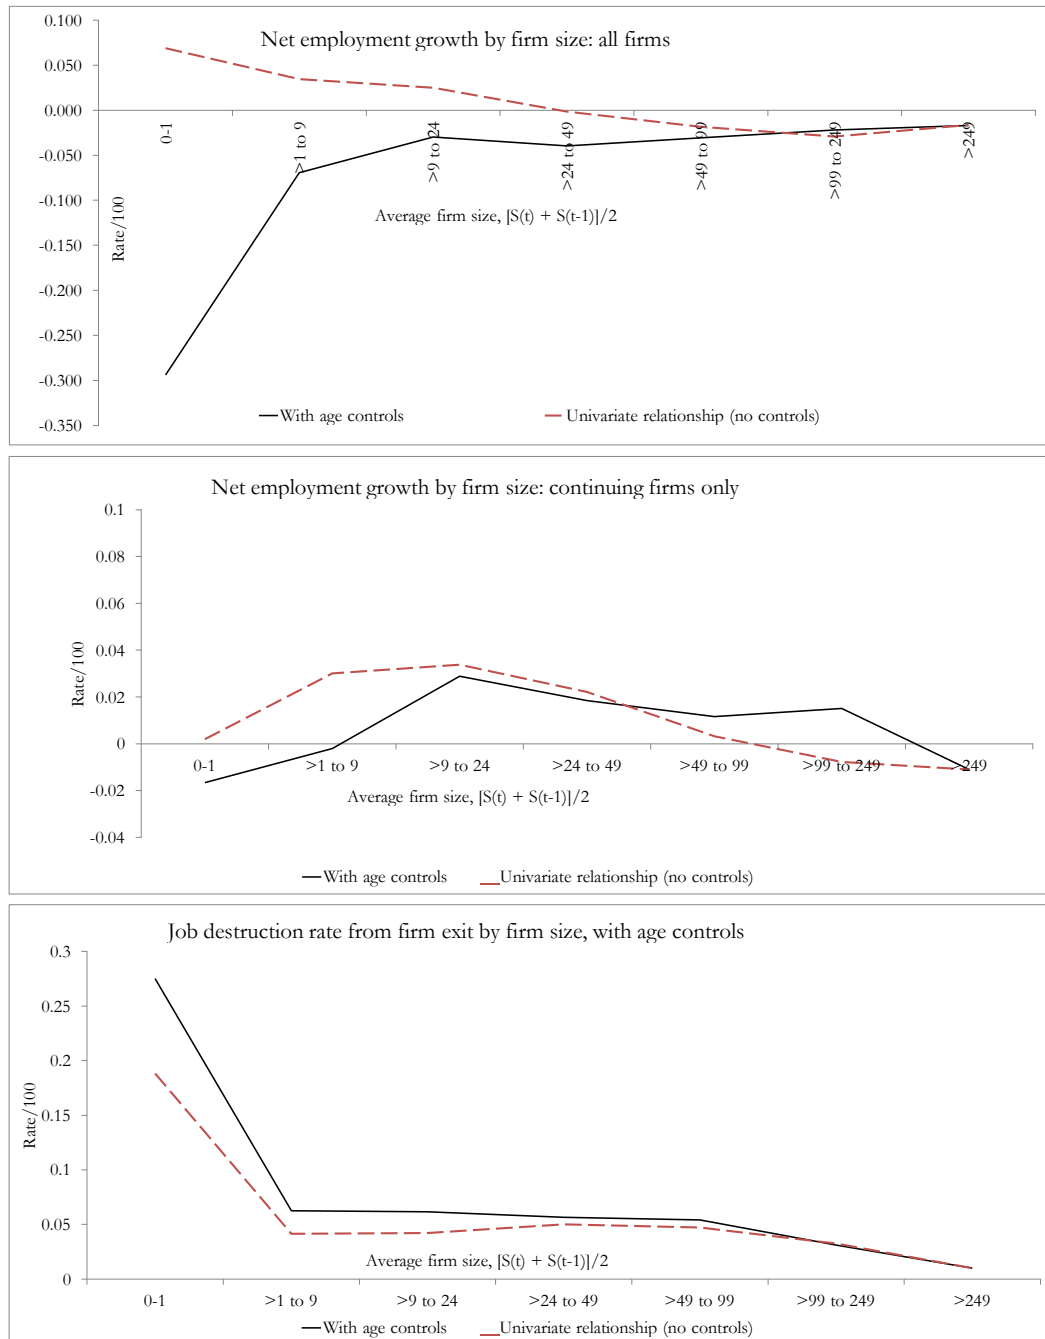 Net employment growth by firm size: all firms
0.100
0.050
0.000
-0.050
-0.100
-0.150
-0.200
-0.250
-0.300
-0.350
Rate/100
0-1
>1 to 9
>9 to 24
>24 to 49
>49 to 99
>99 to 249
>249
Average firm size, [S(t) + S(t-1)]/2
With age controls
Univariate relationship (no controls)
Net employment growth by firm size: continuing firms only
0.1
0.08
0.06
0.04
0.02
0
-0.02
-0.04
Rate/100
0-1
>1 to 9
>9 to 24
>24 to 49
>49 to 99
>99 to 249
>249
Average firm size, [S(t) + S(t-1)]/2
With age controls
Univariate relationship (no controls)
Job destruction rate from firm exit by firm size, with age controls
0.3
0.25
0.2
0.15
0.1
0.05
0
Rate/100
Average firm size, [S(t) + S(t-1)]/2
0-1
>1 to 9
>9 to 24
>24 to 49
>49 to 99
>99 to 249
>249
With age controls
Univariate relationship (no controls)